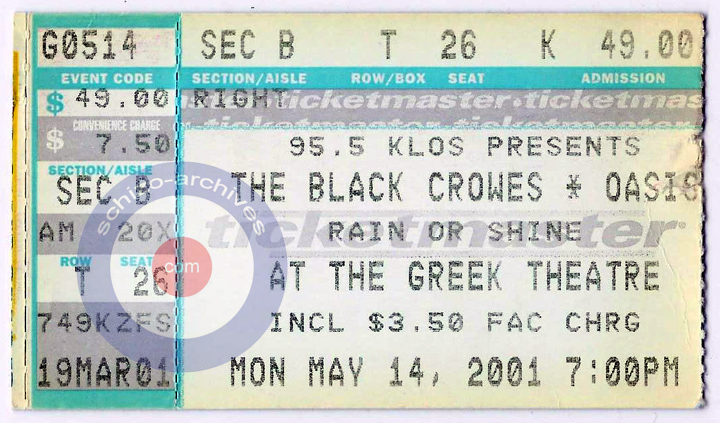 G0514 SEC B T 26 K 49.00
EVENT CODE SECTION/AISLE ROW/BOX SEAT ADMISSION
$ 49.00 RIGHT ticketmaster·ticketmas
CONVENIENCE CHARGE
$ 7.50 95.5 KLOS PRESENTS
SECTION/AISLE
SEC B THE BLACK CROWES * OASIS
schizo-archives
.com
AM 20X RAIN OR SHINE
ticketmaster
ROW SEAT
T 26 AT THE GREEK THEATRE
749KZFS INCL $3.50 FAC CHRG
19MAR01 MON MAY 14, 2001 7:00PM